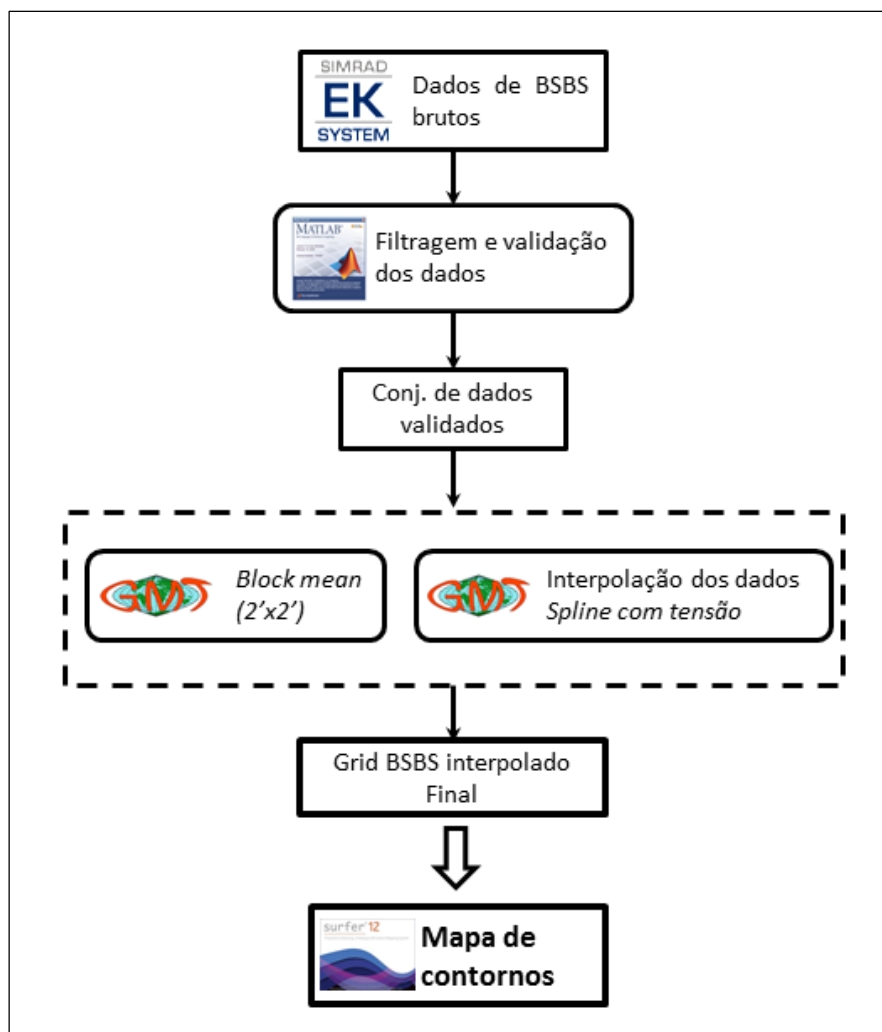 SIMRAD
EK
SYSTEM
Dados de BSBS
brutos
MATLAB
Filtragem e validação
dos dados
Conj. de dados
validados
GMT
Block mean
(2’x2’)
GMT
Interpolação dos dados
Spline com tensão
Grid BSBS interpolado
Final
surfer 12
Mapa de
contornos